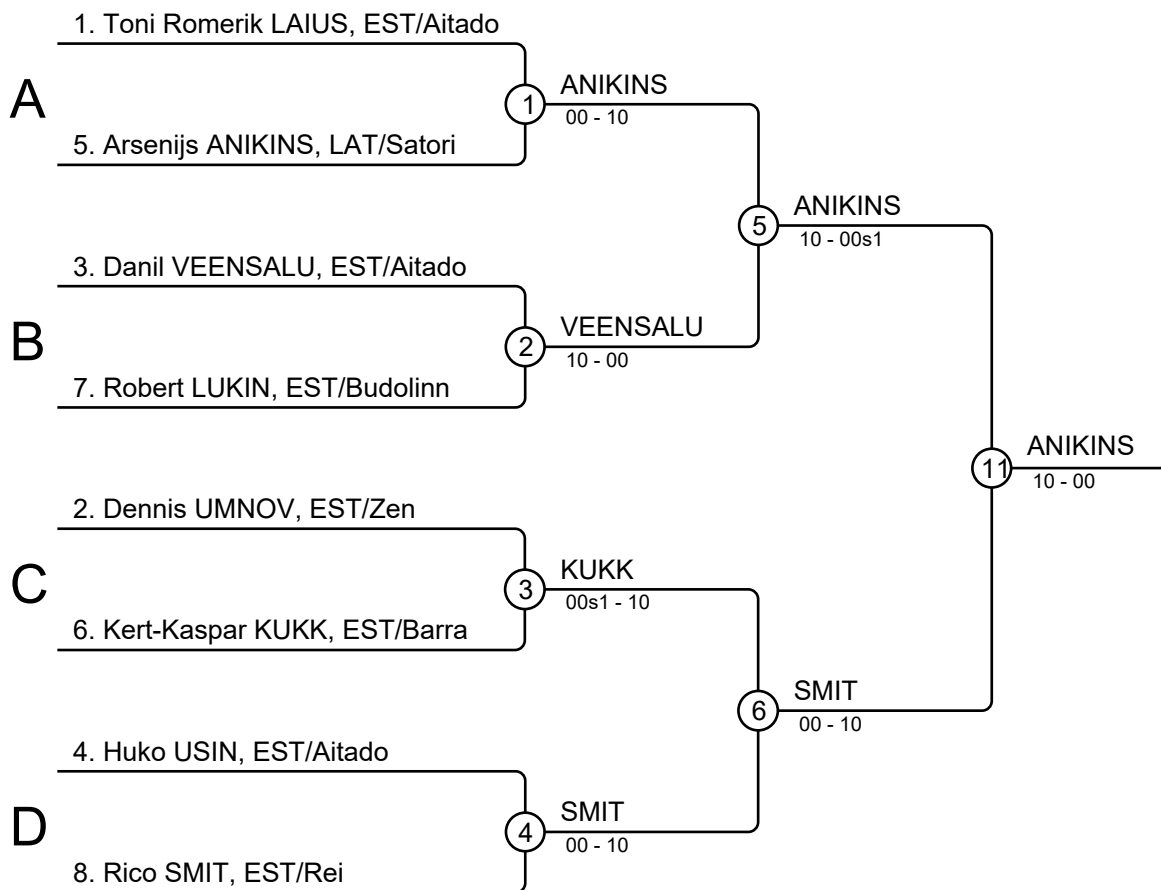 1. Toni Romerik LAIUS, EST/Aitado
A
1
ANIKINS
00 - 10
5. Arsenijs ANIKINS, LAT/Satori
5
ANIKINS
10 - 00s1
3. Danil VEENSALU, EST/Aitado
B
2
VEENSALU
10 - 00
7. Robert LUKIN, EST/Budolinn
11
ANIKINS
10 - 00
2. Dennis UMNOV, EST/Zen
C
3
KUKK
00s1 - 10
6. Kert-Kaspar KUKK, EST/Barra
6
SMIT
00 - 10
4. Huko USIN, EST/Aitado
D
4
SMIT
00 - 10
8. Rico SMIT, EST/Rei